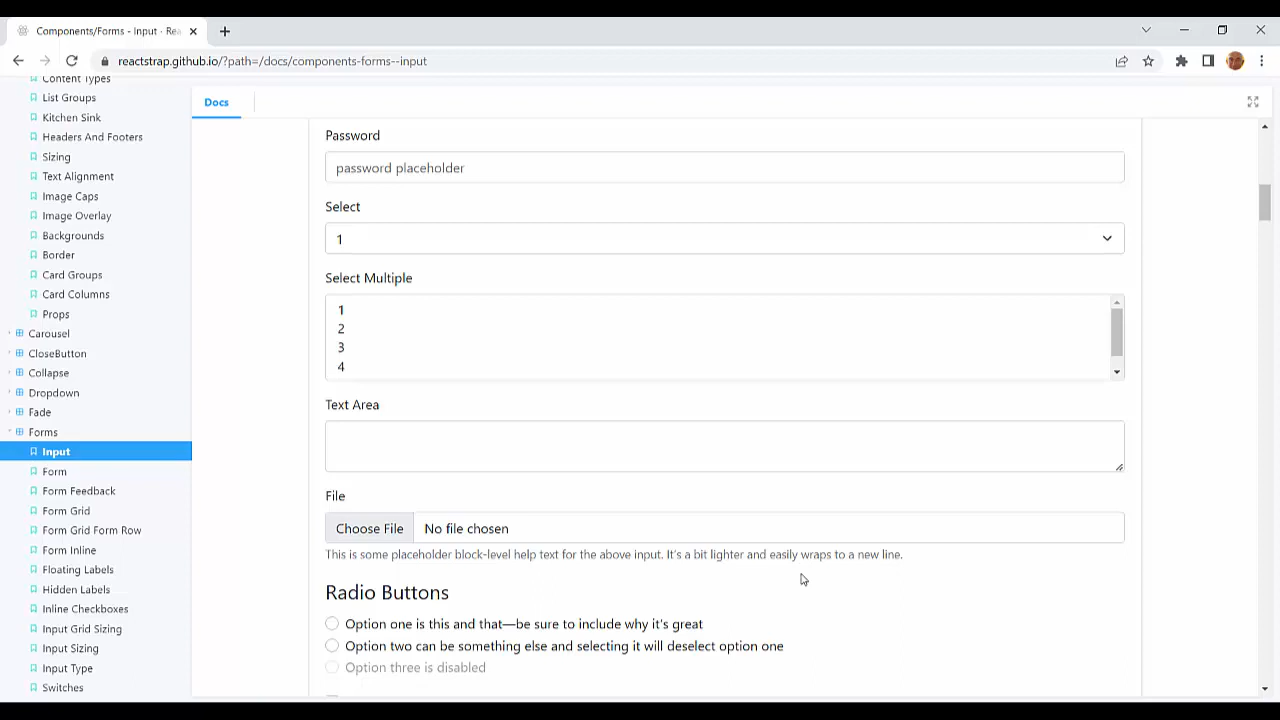 Components/Forms - Input · Rea
reactstrap.github.io/?path=/docs/components-forms--input
Content Types
List Groups
Kitchen Sink
Headers And Footers
Sizing
Text Alignment
Image Caps
Image Overlay
Backgrounds
Border
Card Groups
Card Columns
Props
Carousel
CloseButton
Collapse
Dropdown
Fade
Forms
Input
Form
Form Feedback
Form Grid
Form Grid Form Row
Form Inline
Floating Labels
Hidden Labels
Inline Checkboxes
Input Grid Sizing
Input Sizing
Input Type
Switches
Docs
Password
password placeholder
Select
1
Select Multiple
1
2
3
4
Text Area
File
Choose File No file chosen
This is some placeholder block-level help text for the above input. It's a bit lighter and easily wraps to a new line.
Radio Buttons
Option one is this and that—be sure to include why it's great
Option two can be something else and selecting it will deselect option one
Option three is disabled